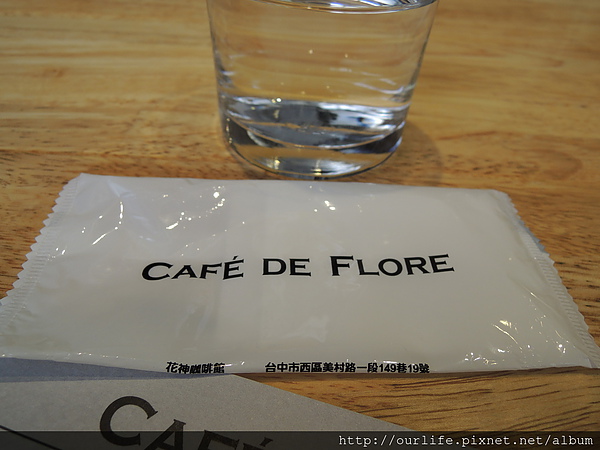 CAFÉ DE FLORE
花神咖啡館 台中市西區美村路一段149巷19號
CAFÉ
http://ourlife.pixnet.net/album